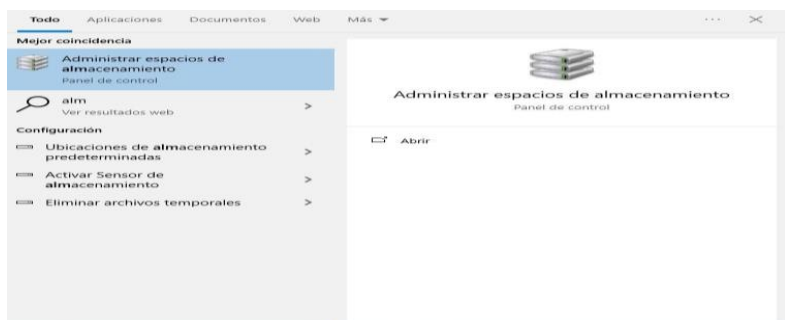 Todo Aplicaciones Documentos Web Más
Mejor coincidencia
Administrar espacios de
almacenamiento
Panel de control
alm
Ver resultados web
Configuración
Ubicaciones de almacenamiento
predeterminadas
Activar Sensor de
almacenamiento
Eliminar archivos temporales
Administrar espacios de almacenamiento
Panel de control
Abrir